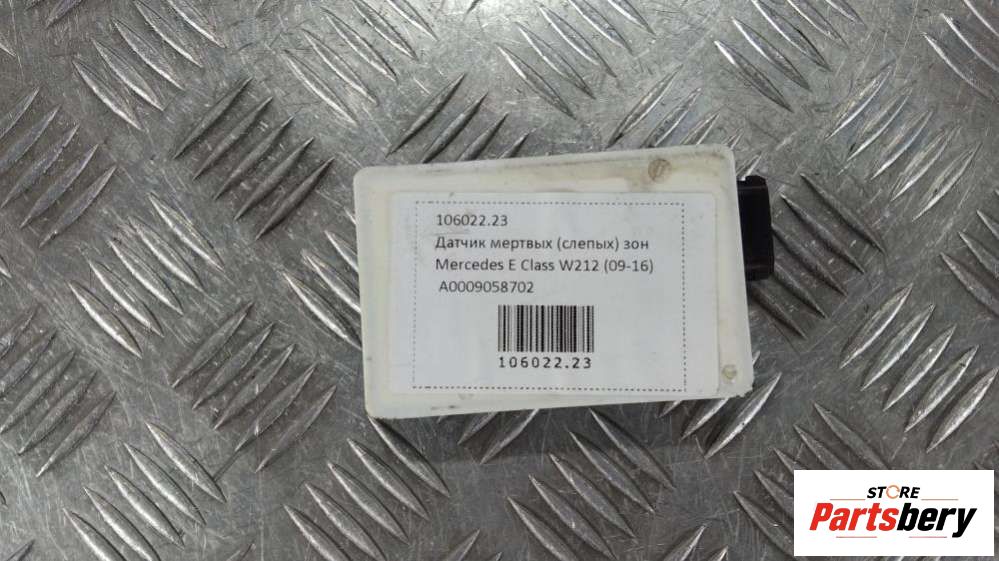 106022.23
Датчик мертвых (слепых) зон
Mercedes E Class W212 (09-16)
A0009058702
106022.23
STORE
Partsbery